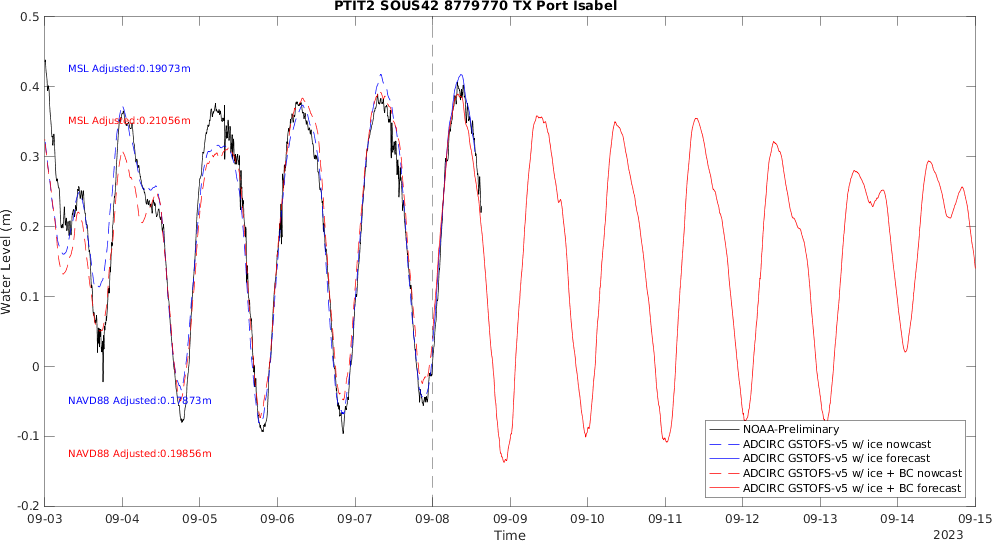 PTIT2 SOUS42 8779770 TX Port Isabel
0.5
0.4
0.3
0.2
0.1
0
-0.1
-0.2
Water Level (m)
MSL Adjusted:0.19073m
MSL Adjusted:0.21056m
NAVD88 Adjusted:0.17873m
NAVD88 Adjusted:0.19856m
NOAA-Preliminary
ADCIRC GSTOFS-v5 w/ ice nowcast
ADCIRC GSTOFS-v5 w/ ice forecast
ADCIRC GSTOFS-v5 w/ ice + BC nowcast
ADCIRC GSTOFS-v5 w/ ice + BC forecast
09-03 09-04 09-05 09-06 09-07 09-08 09-09 09-10 09-11 09-12 09-13 09-14 09-15
Time
2023